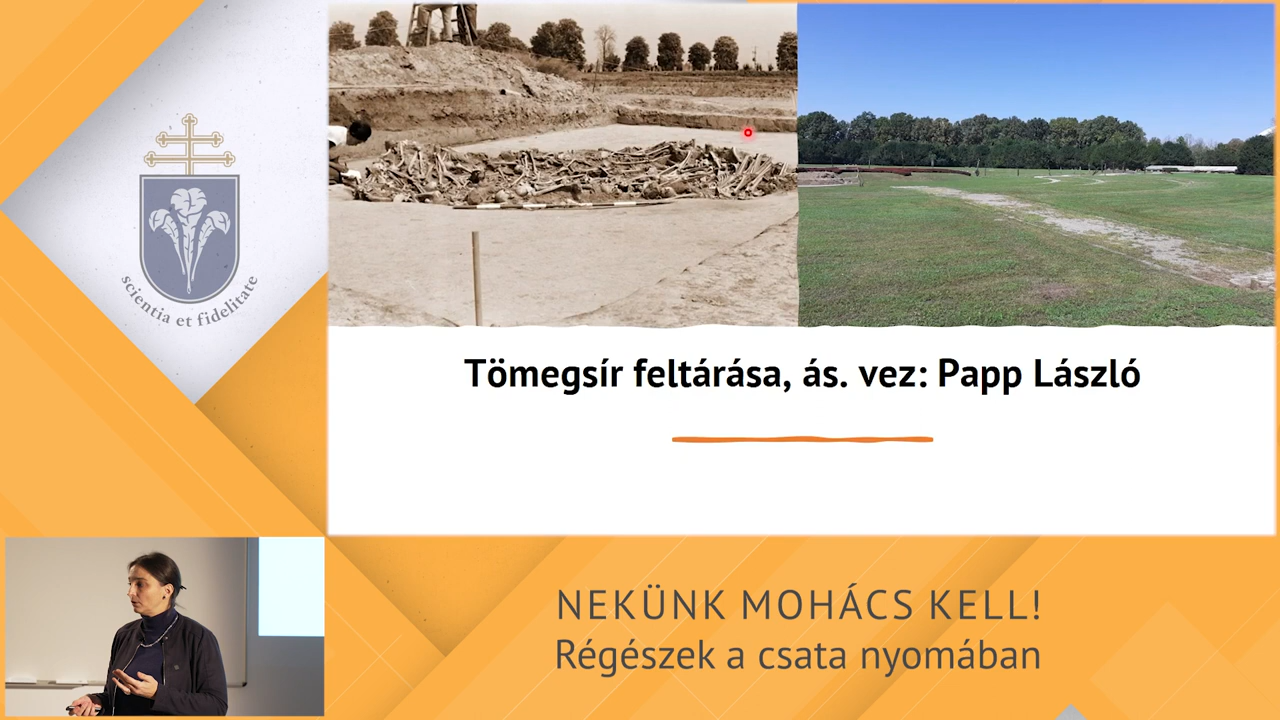 scientia et fidelitate
Tömegsír feltárása, ás. vez: Papp László
NEKÜNK MOHÁCS KELL!
Régészek a csata nyomában